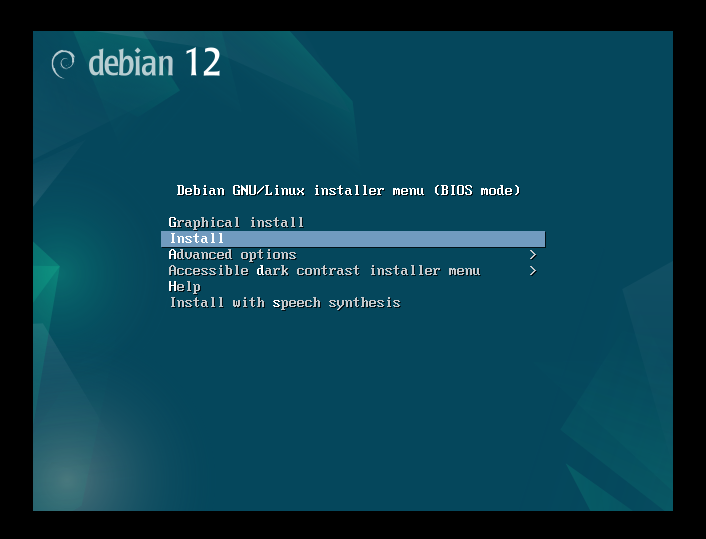 debian 12
Debian GNU/Linux installer menu (BIOS mode)
Graphical install
Install
Advanced options >
Accessible dark contrast installer menu >
Help
Install with speech synthesis